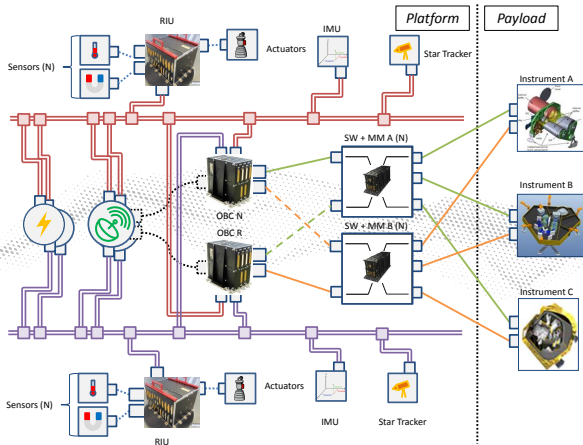 RIU
IMU
Platform
Payload
Sensors (N)
Actuators
Star Tracker
Instrument A
SW + MM A (N)
OBC N
Instrument B
OBC R
SW + MM B (N)
Instrument C
Sensors (N)
Actuators
IMU
Star Tracker
RIU